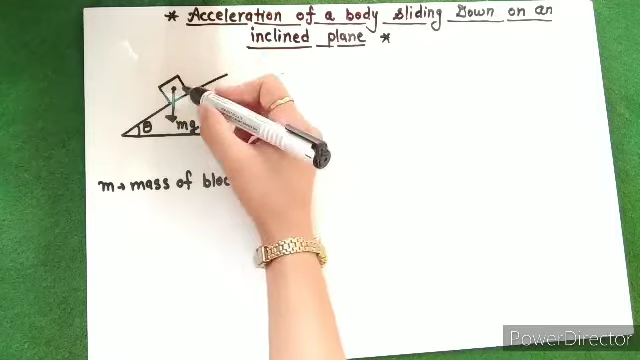 * Acceleration of a body sliding Down on an
inclined plane *
θ
mg
m → mass of bloc
PowerDirector